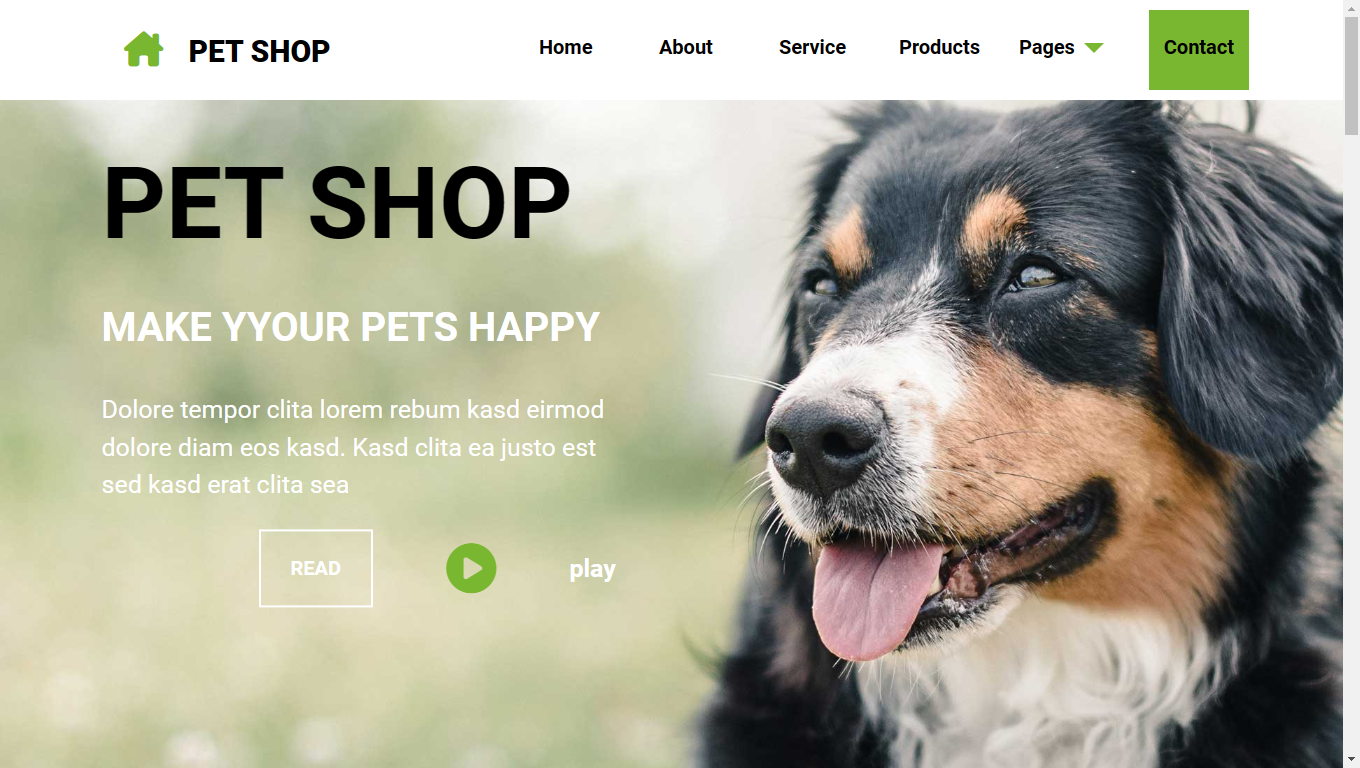 PET SHOP
Home About Service Products Pages Contact
PET SHOP
MAKE YYOUR PETS HAPPY
Dolore tempor clita lorem rebum kasd eirmod
dolore diam eos kasd. Kasd clita ea justo est
sed kasd erat clita sea
READ play